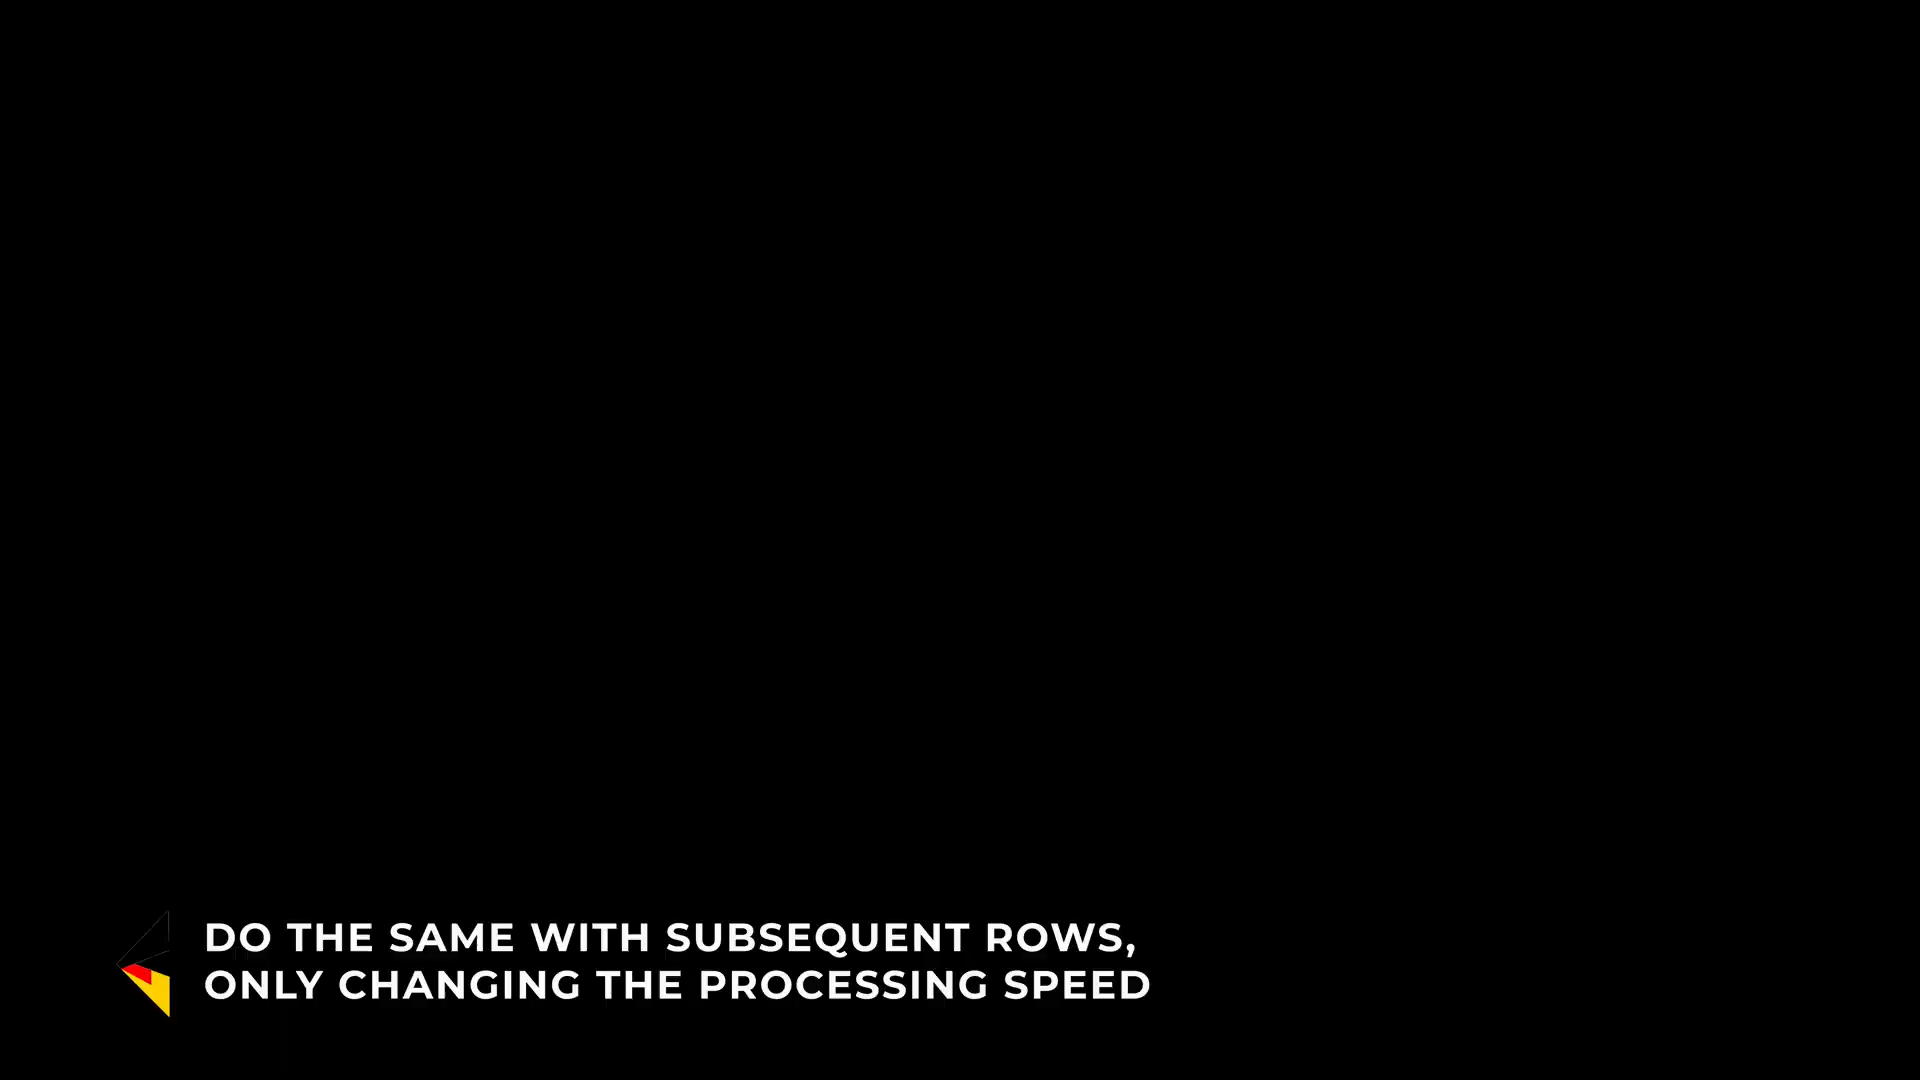 DO THE SAME WITH SUBSEQUENT ROWS,
ONLY CHANGING THE PROCESSING SPEED